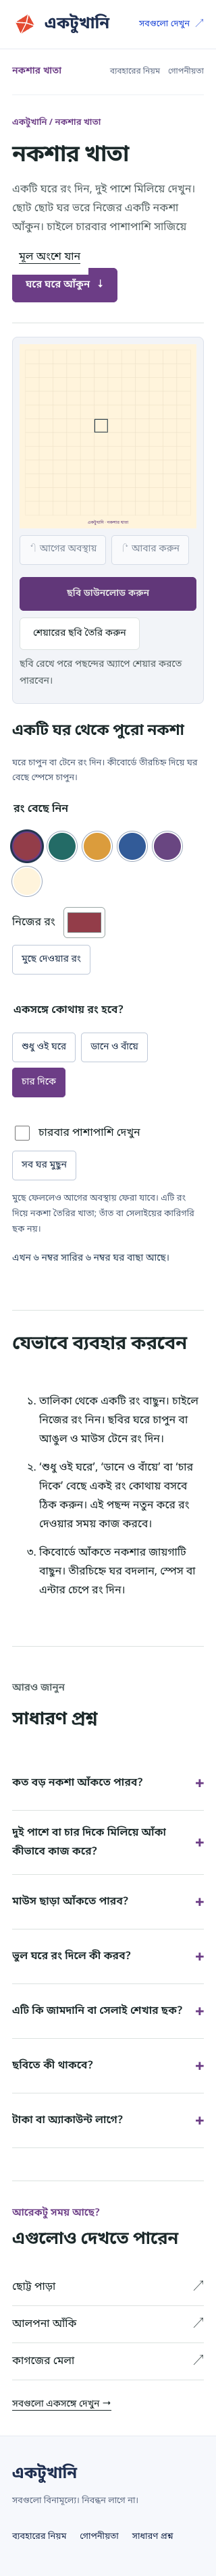 একটুখানি
সবগুলো দেখুন ↗
নকশার খাতা
ব্যবহারের নিয়ম
গোপনীয়তা
একটুখানি / নকশার খাতা
নকশার খাতা
একটি ঘরে রং দিন, দুই পাশে মিলিয়ে দেখুন।
ছোট ছোট ঘর ভরে নিজের একটি নকশা
আঁকুন। চাইলে চারবার পাশাপাশি সাজিয়ে
মূল অংশে যান
ঘরে ঘরে আঁকুন ↓
একটুখানি · নকশার খাতা
↶ আগের অবস্থায়
↷ আবার করুন
ছবি ডাউনলোড করুন
শেয়ারের ছবি তৈরি করুন
ছবি রেখে পরে পছন্দের অ্যাপে শেয়ার করতে
পারবেন।
একটি ঘর থেকে পুরো নকশা
ঘরে চাপুন বা টেনে রং দিন। কীবোর্ডে তীরচিহ্ন দিয়ে ঘর
বেছে স্পেসে চাপুন।
রং বেছে নিন
নিজের রং
মুছে দেওয়ার রং
একসঙ্গে কোথায় রং হবে?
শুধু ওই ঘরে
ডানে ও বাঁয়ে
চার দিকে
চারবার পাশাপাশি দেখুন
সব ঘর মুছুন
মুছে ফেললেও আগের অবস্থায় ফেরা যাবে। এটি রং
দিয়ে নকশা তৈরির খাতা; তাঁত বা সেলাইয়ের কারিগরি
ছক নয়।
এখন ৬ নম্বর সারির ৬ নম্বর ঘর বাছা আছে।
যেভাবে ব্যবহার করবেন
১. তালিকা থেকে একটি রং বাছুন। চাইলে
নিজের রং নিন। ছবির ঘরে চাপুন বা
আঙুল ও মাউস টেনে রং দিন।
২. ‘শুধু ওই ঘরে’, ‘ডানে ও বাঁয়ে’ বা ‘চার
দিকে’ বেছে একই রং কোথায় বসবে
ঠিক করুন। এই পছন্দ নতুন করে রং
দেওয়ার সময় কাজ করবে।
৩. কিবোর্ডে আঁকতে নকশার জায়গাটি
বাছুন। তীরচিহ্নে ঘর বদলান, স্পেস বা
এন্টার চেপে রং দিন।
আরও জানুন
সাধারণ প্রশ্ন
কত বড় নকশা আঁকতে পারব? +
দুই পাশে বা চার দিকে মিলিয়ে আঁকা
কীভাবে কাজ করে? +
মাউস ছাড়া আঁকতে পারব? +
ভুল ঘরে রং দিলে কী করব? +
এটি কি জামদানি বা সেলাই শেখার ছক? +
ছবিতে কী থাকবে? +
টাকা বা অ্যাকাউন্ট লাগে? +
আরেকটু সময় আছে?
এগুলোও দেখতে পারেন
ছোট্ট পাড়া ↗
আলপনা আঁকি ↗
কাগজের মেলা ↗
সবগুলো একসঙ্গে দেখুন →
একটুখানি
সবগুলো বিনামূল্যে। নিবন্ধন লাগে না।
ব্যবহারের নিয়ম
গোপনীয়তা
সাধারণ প্রশ্ন